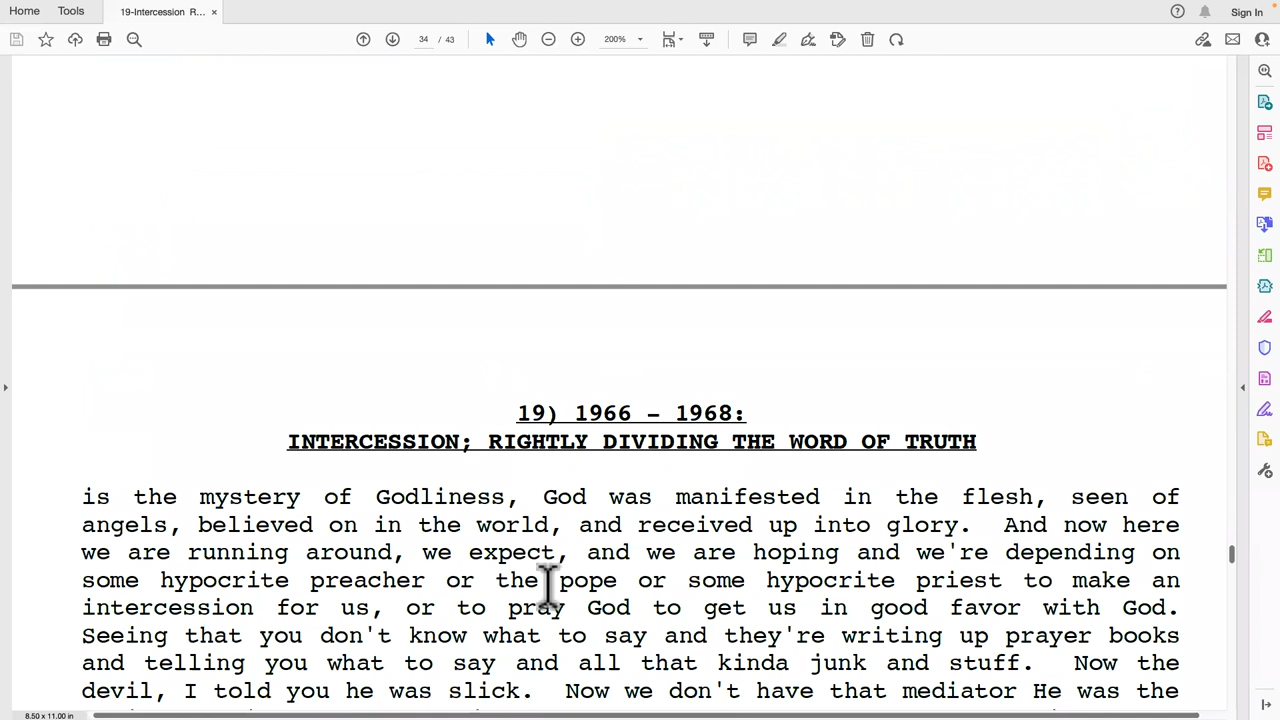 Home Tools 19-Intercession R... × Sign In
34 / 43 200%
19) 1966 – 1968:
INTERCESSION; RIGHTLY DIVIDING THE WORD OF TRUTH
is the mystery of Godliness, God was manifested in the flesh, seen of
angels, believed on in the world, and received up into glory. And now here
we are running around, we expect, and we are hoping and we're depending on
some hypocrite preacher or the pope or some hypocrite priest to make an
intercession for us, or to pray God to get us in good favor with God.
Seeing that you don't know what to say and they're writing up prayer books
and telling you what to say and all that kinda junk and stuff. Now the
devil, I told you he was slick. Now we don't have that mediator He was the
8.50 x 11.00 in